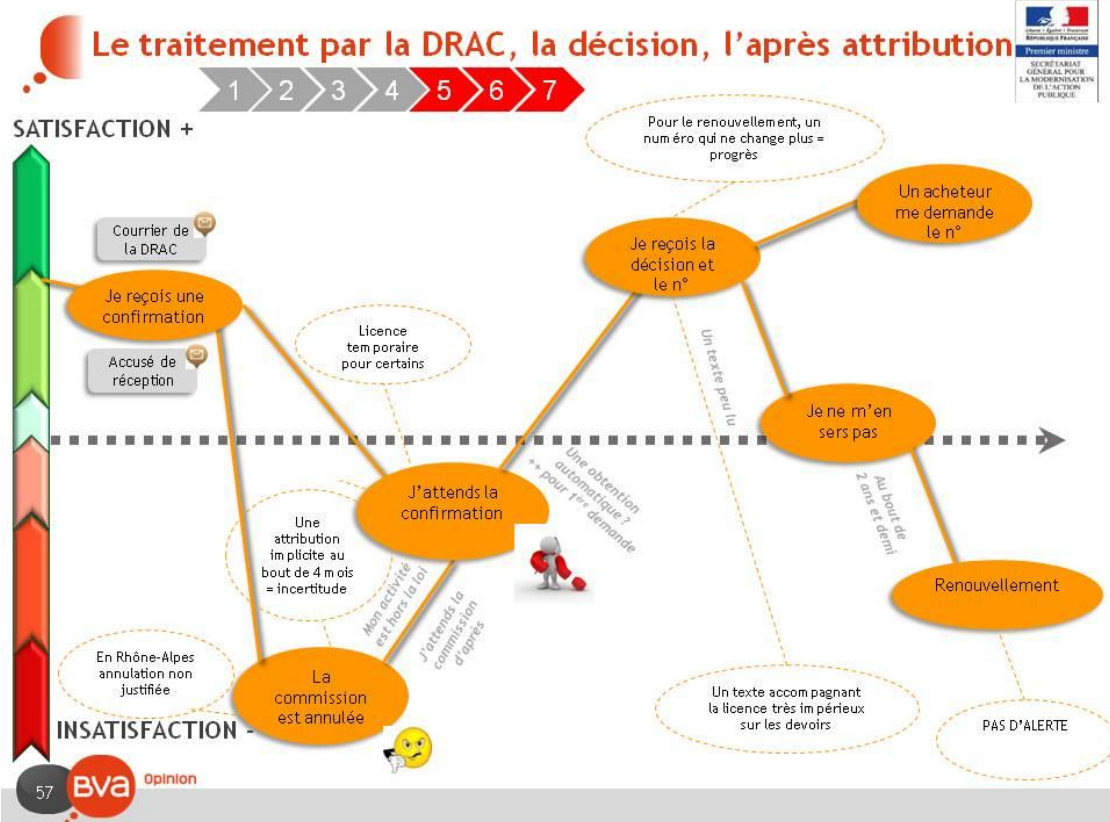 Le traitement par la DRAC, la décision, l'après attribution
Liberté • Égalité • Fraternité
RÉPUBLIQUE FRANÇAISE
Premier ministre
SECRÉTARIAT
GÉNÉRAL POUR
LA MODERNISATION
DE L'ACTION
PUBLIQUE
1 2 3 4 5 6 7
SATISFACTION +
Pour le renouvellement, un
numéro qui ne change plus =
progrès
Un acheteur
me demande
le n°
Courrier de
la DRAC
Je reçois la
décision et
le n°
Je reçois une
confirmation
Licence
temporaire
pour certains
Accusé de
réception
Un texte peu lu
Je ne m'en
sers pas
J'attends la
confirmation
Une obtention
automatique ?
++ pour 1ère demande
Au bout de
2 ans et demi
Une
attribution
implicite au
bout de 4 mois
= incertitude
Mon activité
est hors la loi
J'attends la
commission
d'après
Renouvellement
En Rhône-Alpes
annulation non
justifiée
La
commission
est annulée
Un texte accompagnant
la licence très impérieux
sur les devoirs
PAS D'ALERTE
INSATISFACTION -
57
BVA
Opinion